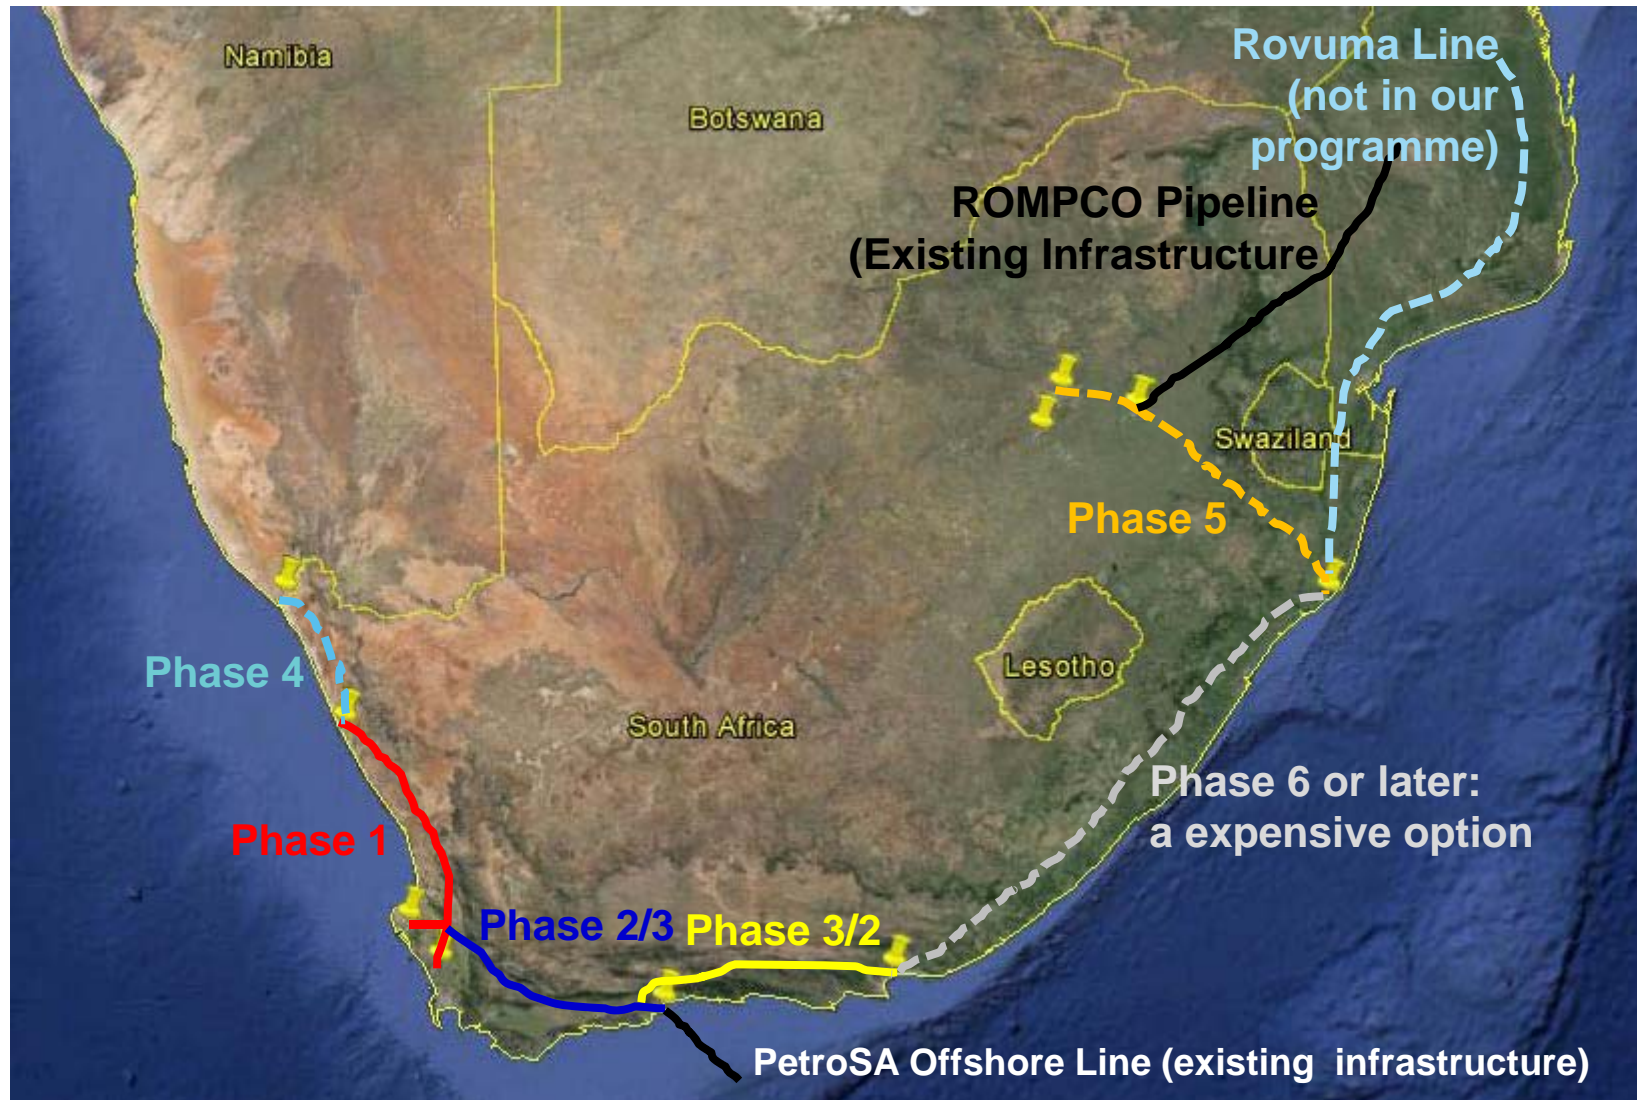 Namibia
Rovuma Line
(not in our
programme)
Botswana
ROMPCO Pipeline
(Existing Infrastructure
Swaziland
Phase 5
Lesotho
Phase 4
South Africa
Phase 6 or later:
a expensive option
Phase 1
Phase 2/3
Phase 3/2
PetroSA Offshore Line (existing  infrastructure)